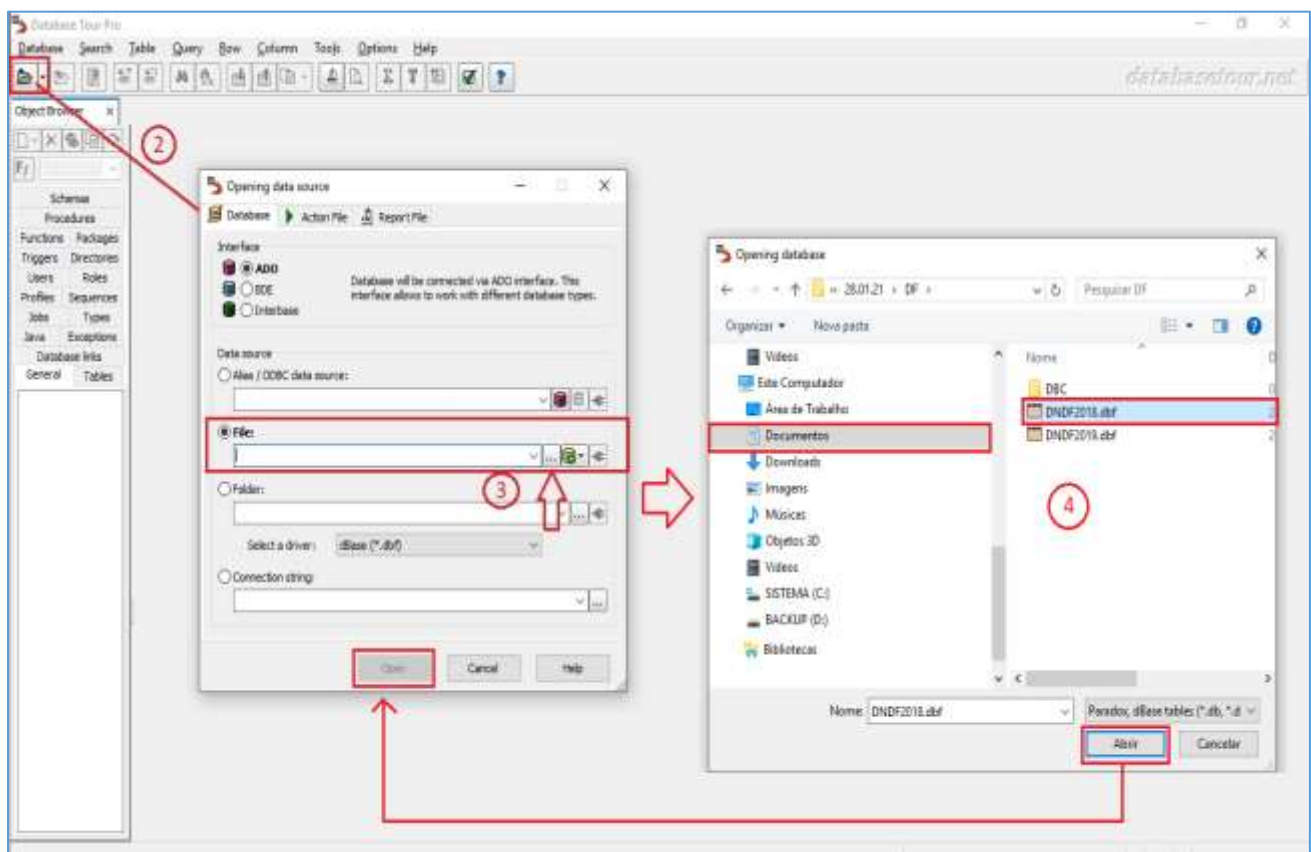 Database Tour Pro
Database Search Table Query Row Column Tools Options Help
databasetour.net
Object Browser
2
Schemas
Procedures
Functions Packages
Triggers Directories
Users Roles
Profiles Sequences
Jobs Types
Java Exceptions
Database links
General Tables
Opening data source
Database Action File Report File
Interface
ADO
BDE
Interbase
Database will be connected via ADO interface. This
interface allows to work with different database types.
Data source
Alias / ODBC data source:
File:
3
Folder:
Select a driver: dBase (*.dbf)
Connection string:
Open Cancel Help
Opening database
« 28.01.21 › DF ›
Pesquisar DF
Organizar Nova pasta
Vídeos
Este Computador
Área de Trabalho
Documentos
Downloads
Imagens
Músicas
Objetos 3D
Vídeos
SISTEMA (C:)
BACKUP (D:)
Bibliotecas
Nome
DBC
DNDF2018.dbf
DNDF2019.dbf
4
Nome: DNDF2018.dbf
Paradox, dBase tables (*.db, *.d
Abrir Cancelar